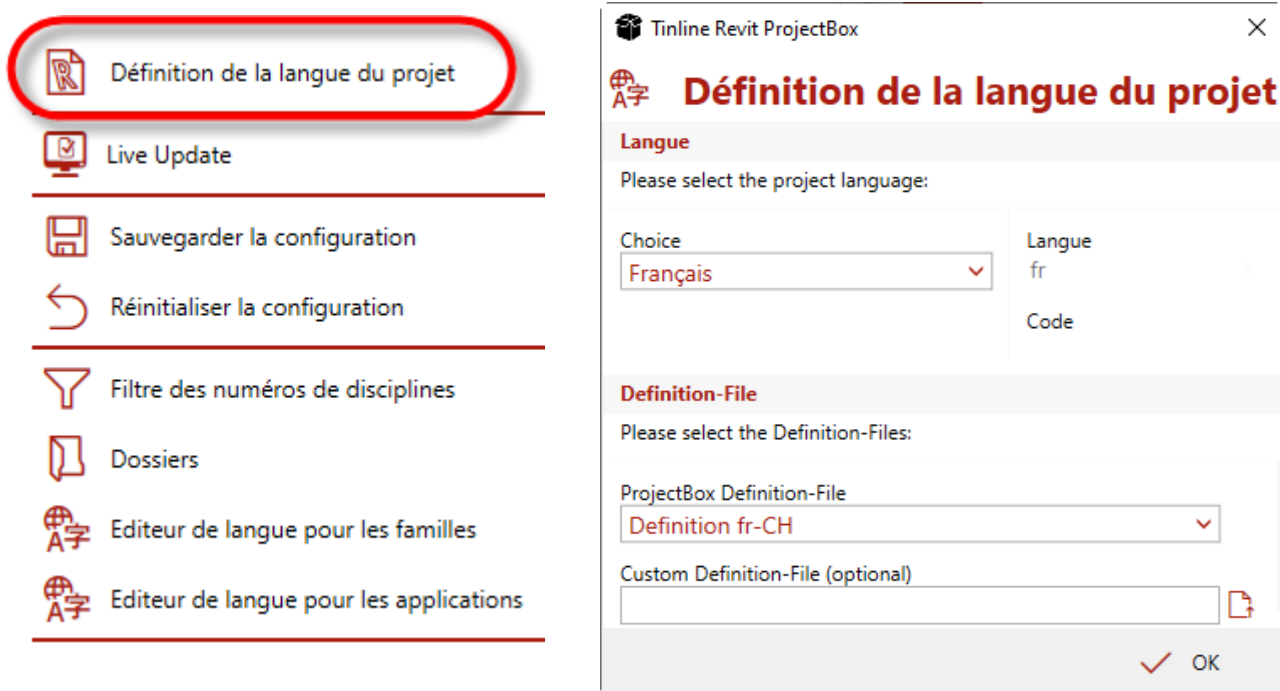 Définition de la langue du projet
Live Update
Sauvegarder la configuration
Réinitialiser la configuration
Filtre des numéros de disciplines
Dossiers
Editeur de langue pour les familles
Editeur de langue pour les applications
Tinline Revit ProjectBox
Définition de la langue du projet
Langue
Please select the project language:
Choice
Français
Langue
fr
Code
Definition-File
Please select the Definition-Files:
ProjectBox Definition-File
Definition fr-CH
Custom Definition-File (optional)
OK